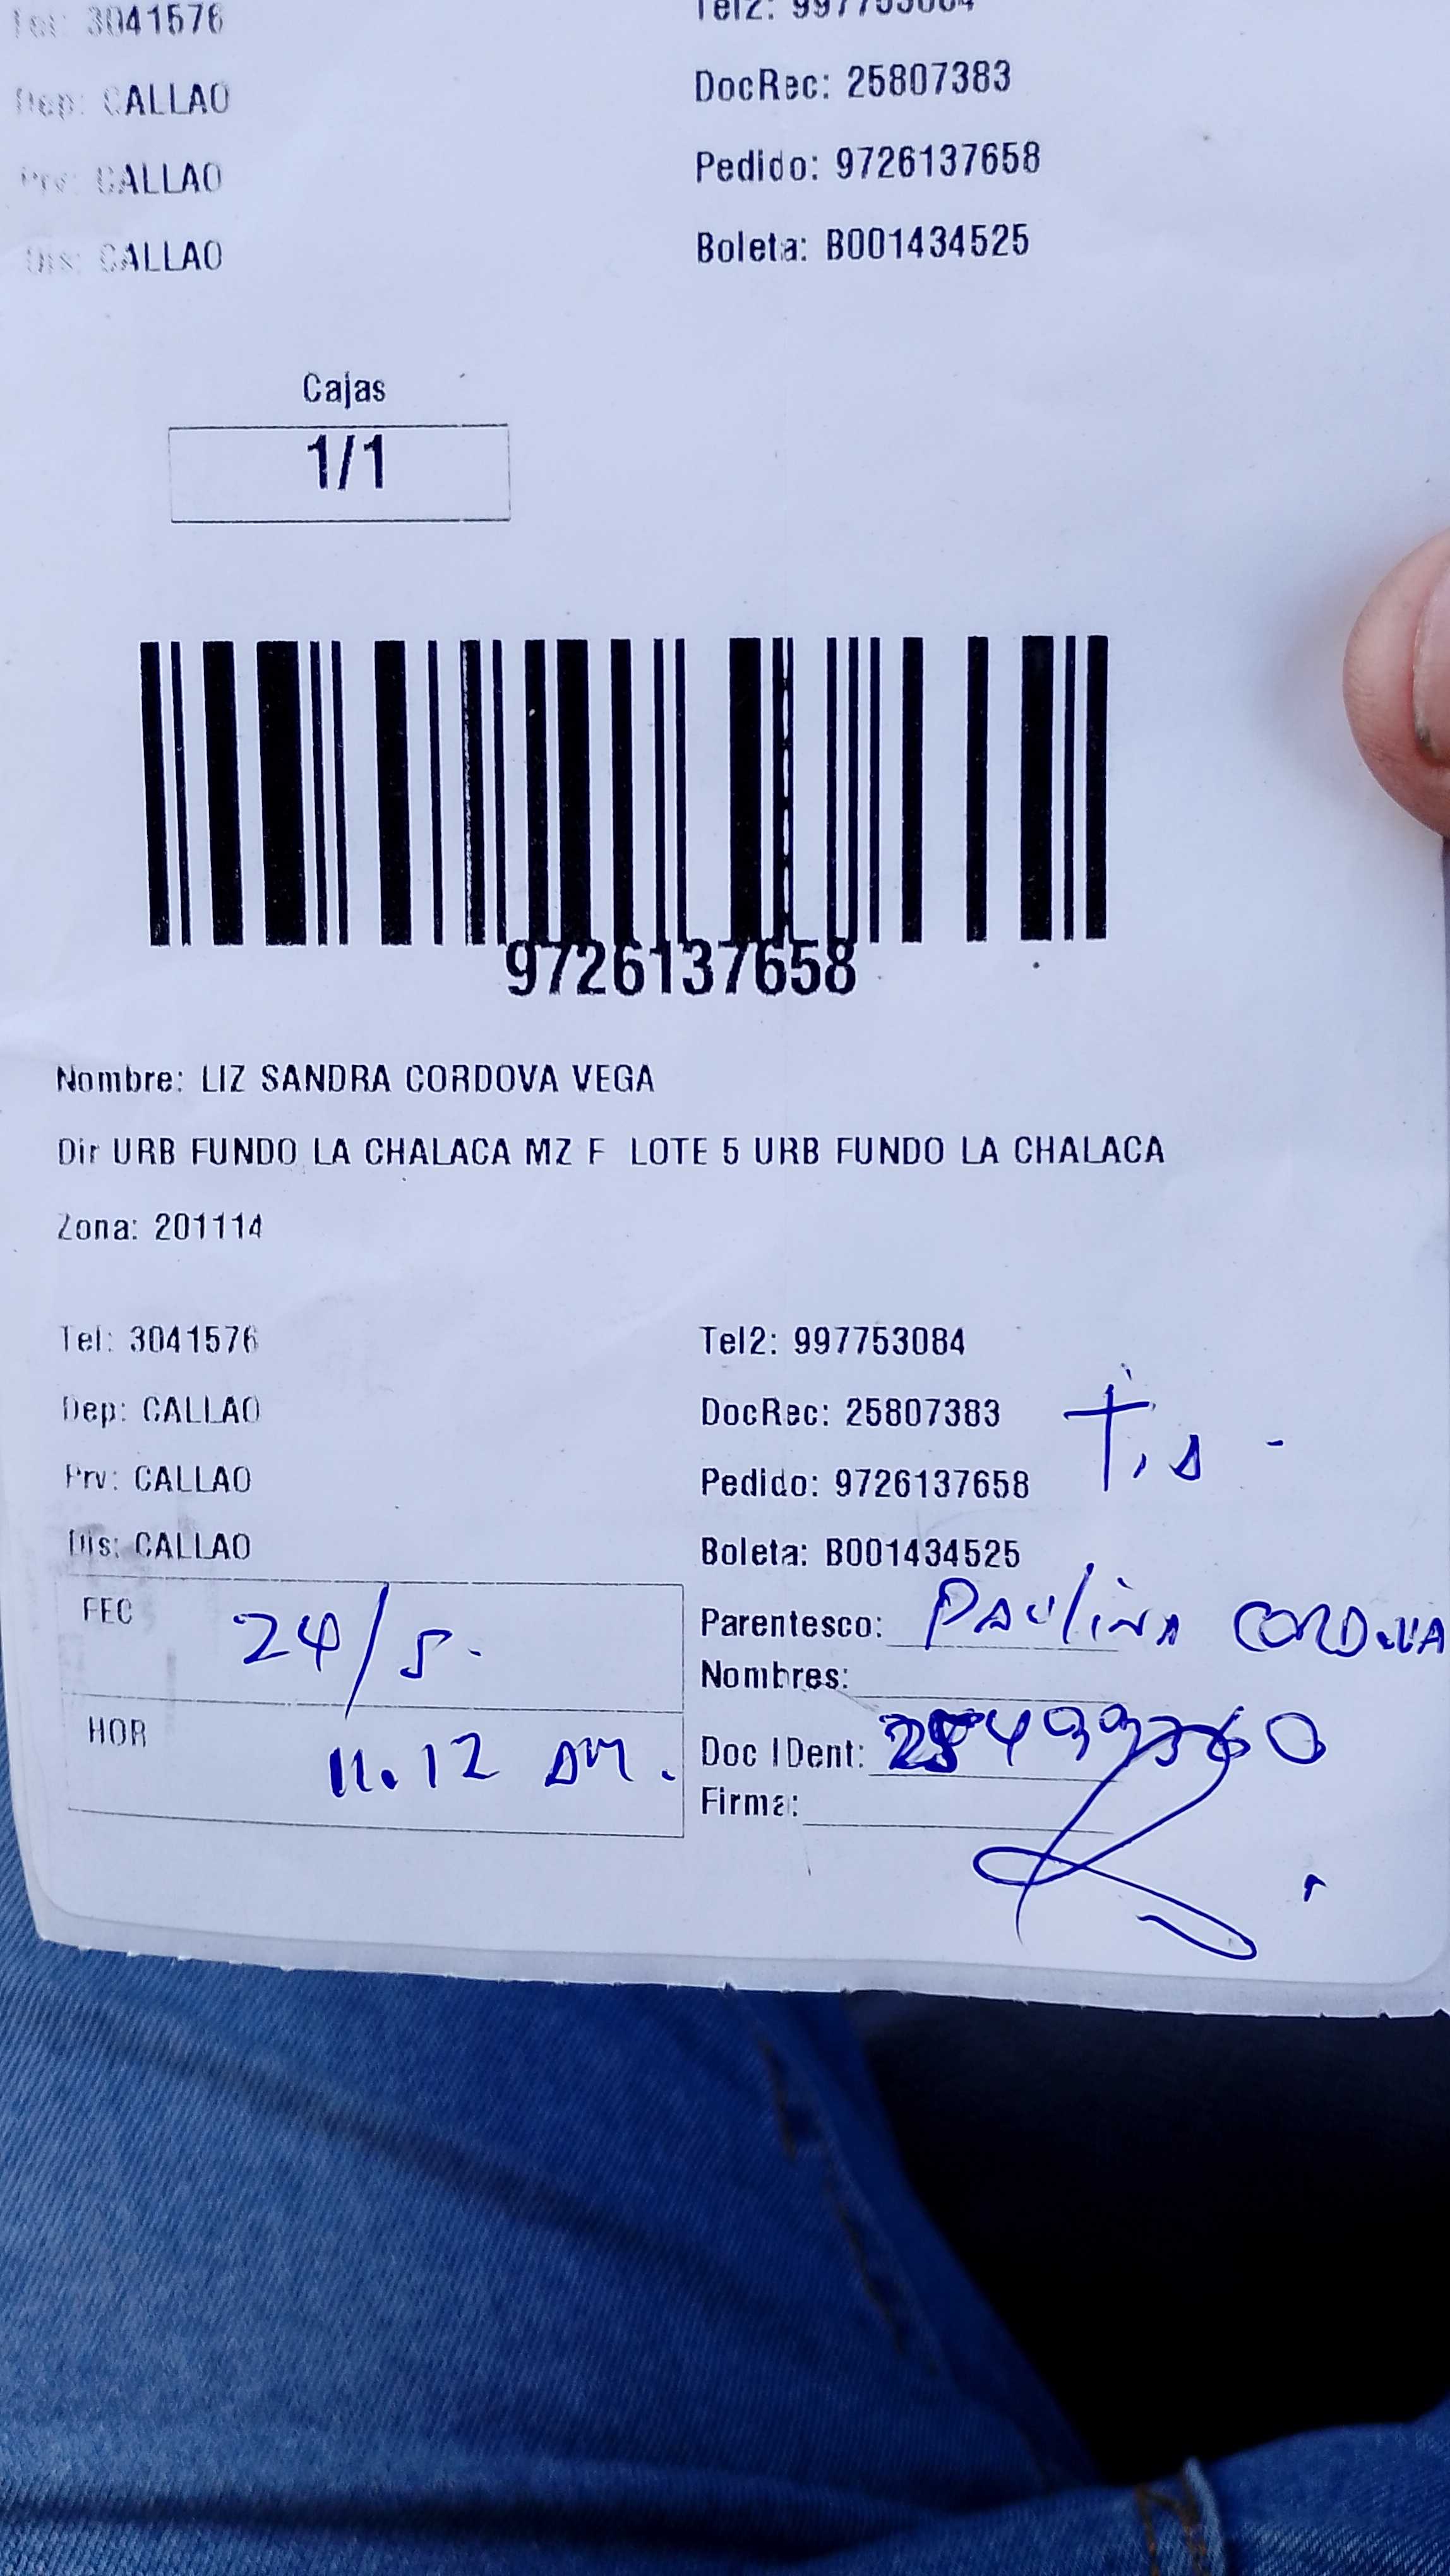 Tel: 3041576
Tel2: 997753084
Dep: CALLAO
DocRec: 25807383
Prv: CALLAO
Pedido: 9726137658
Dis: CALLAO
Boleta: B001434525
Cajas
1/1
9726137658
Nombre: LIZ SANDRA CORDOVA VEGA
Dir URB FUNDO LA CHALACA MZ F LOTE 5 URB FUNDO LA CHALACA
Zona: 201114
Tel: 3041576
Tel2: 997753084
Dep: CALLAO
DocRec: 25807383
Prv: CALLAO
Pedido: 9726137658
Dis: CALLAO
Boleta: B001434525
FEC 24/5.
Parentesco: PAULINA CORDOVA
Nombres:
HOR 11.12 AM.
Doc IDent:
Firma: